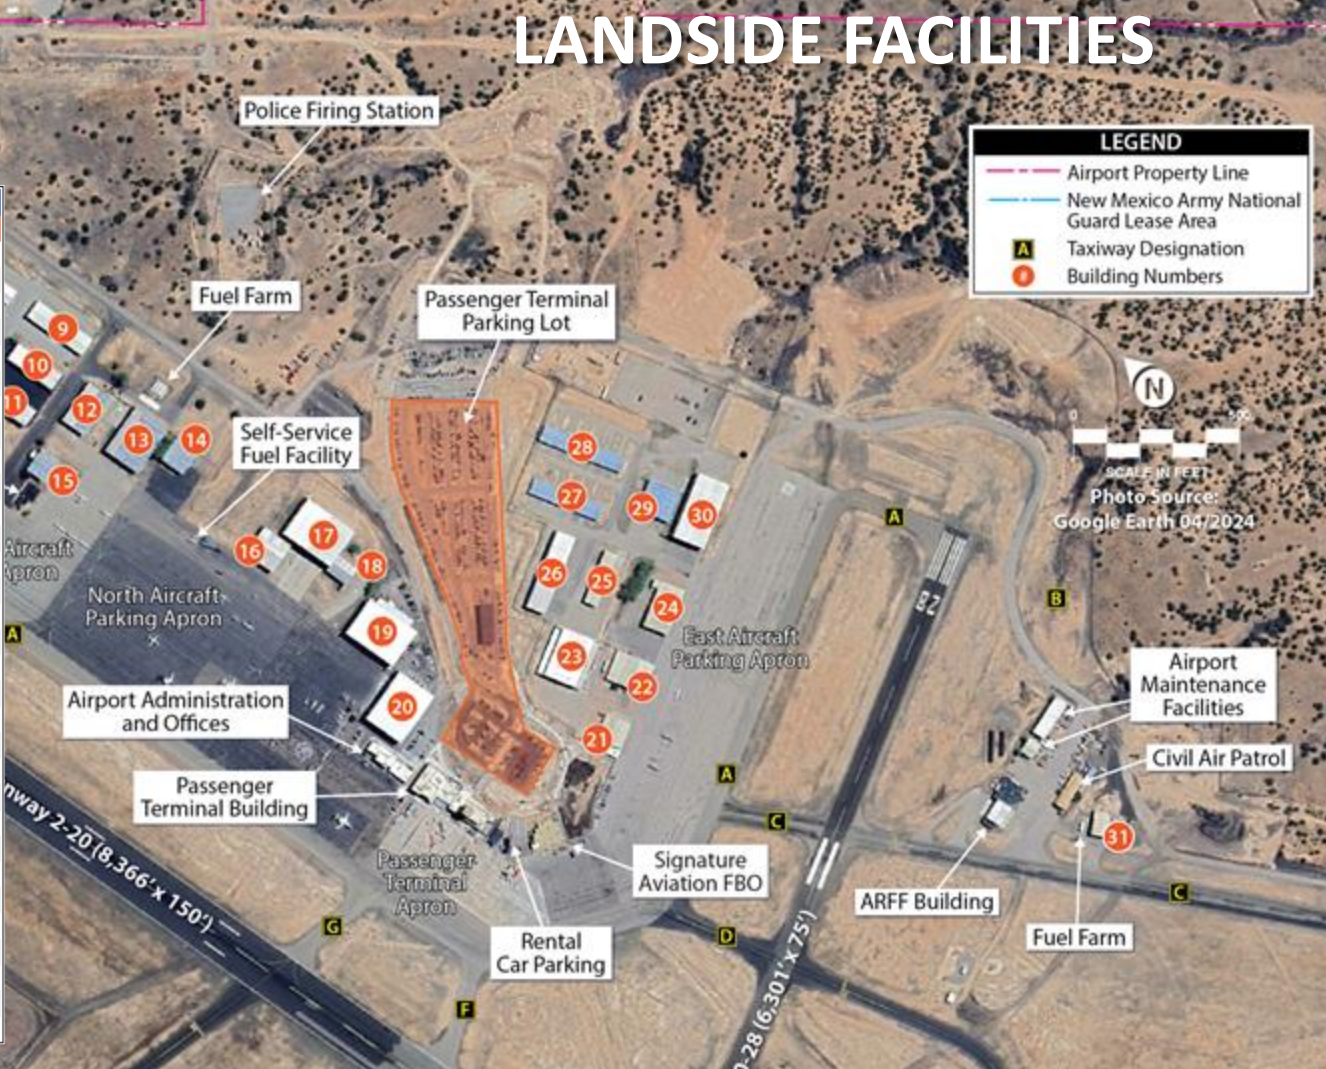 LANDSIDE FACILITIES
Police Firing Station
LEGEND
Airport Property Line
New Mexico Army National
Guard Lease Area
A Taxiway Designation
# Building Numbers
Fuel Farm
Passenger Terminal
Parking Lot
N
0
500
SCALE IN FEET
Photo Source:
Google Earth 04/2024
9
10
11
12
13
14
15
Self-Service
Fuel Facility
28
27
29
30
A
16
17
18
26
25
24
B
28
Aircraft
Apron
North Aircraft
Parking Apron
A
19
23
22
East Aircraft
Parking Apron
Airport
Maintenance
Facilities
Airport Administration
and Offices
20
21
Civil Air Patrol
Passenger
Terminal Building
A
C
31
Passenger
Terminal
Apron
Signature
Aviation FBO
ARFF Building
C
Fuel Farm
nway 2-20 (8,366' x 150')
G
Rental
Car Parking
D
F
0-28 (6,301' x 75')